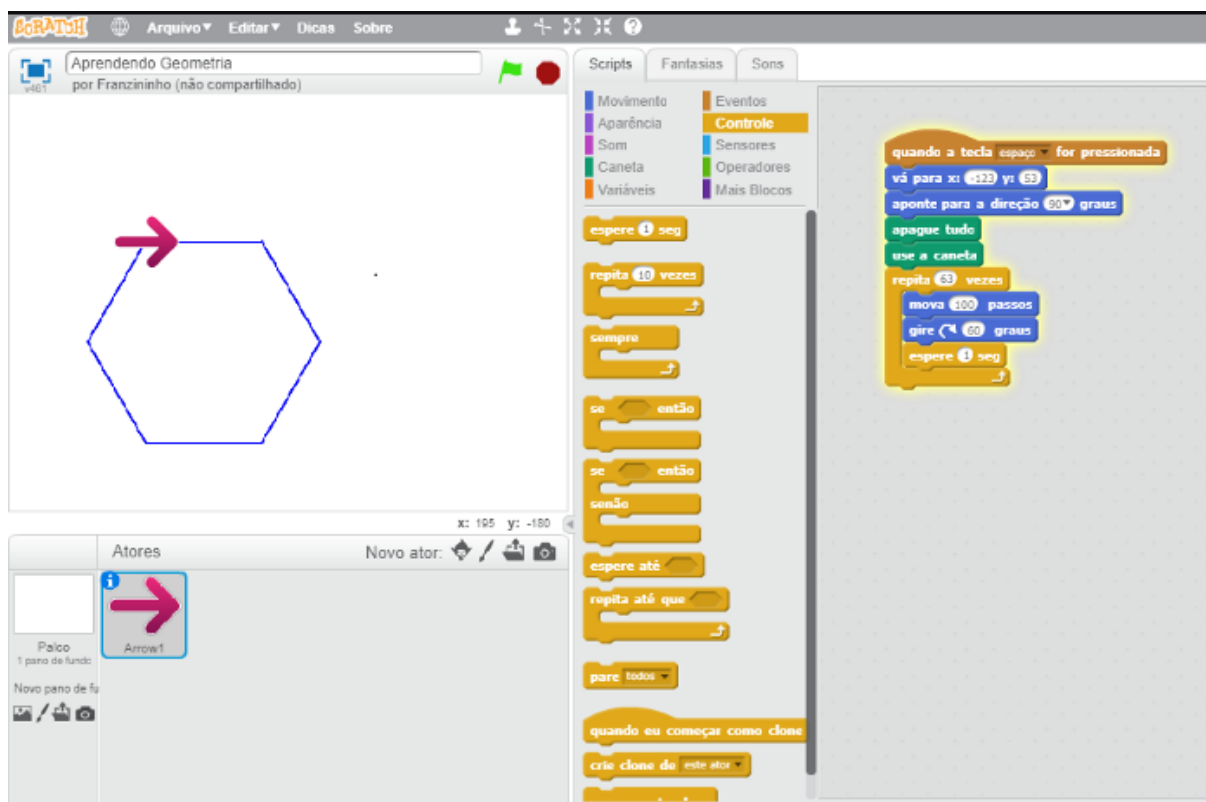 SCRATCH Arquivo▼ Editar▼ Dicas Sobre
Aprendendo Geometria
por Franzininho (não compartilhado)
v461
Scripts Fantasias Sons
Movimento Eventos
Aparência Controle
Som Sensores
Caneta Operadores
Variáveis Mais Blocos
espere 1 seg
repita 10 vezes
sempre
se então
se então
senão
espere até
repita até que
pare todos
quando eu começar como clone
crie clone de este ator
quando a tecla espaço for pressionada
vá para x: -123 y: 53
aponte para a direção 90 graus
apague tudo
use a caneta
repita 63 vezes
mova 100 passos
gire 60 graus
espere 1 seg
x: 195 y: -180
Atores Novo ator:
Palco
1 pano de fundo
Novo pano de fu
Arrow1